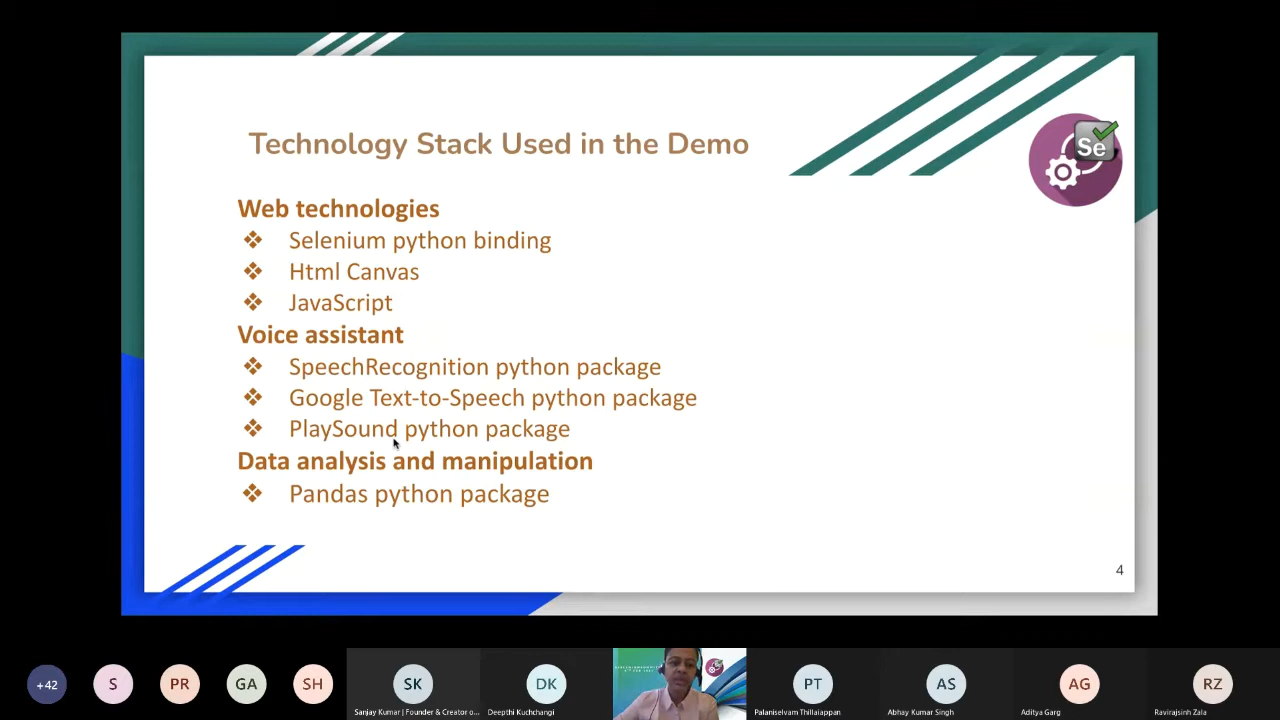 Technology Stack Used in the Demo
Se
Web technologies
❖ Selenium python binding
❖ Html Canvas
❖ JavaScript
Voice assistant
❖ SpeechRecognition python package
❖ Google Text-to-Speech python package
❖ PlaySound python package
Data analysis and manipulation
❖ Pandas python package
4
+42
S
PR
GA
SH
SK
DK
PT
AS
AG
RZ
Sanjay Kumar | Founder & Creator o...
Deepthi Kuchchangi
Palaniselvam Thillaiappan
Abhay Kumar Singh
Aditya Garg
Ravirajsinh Zala